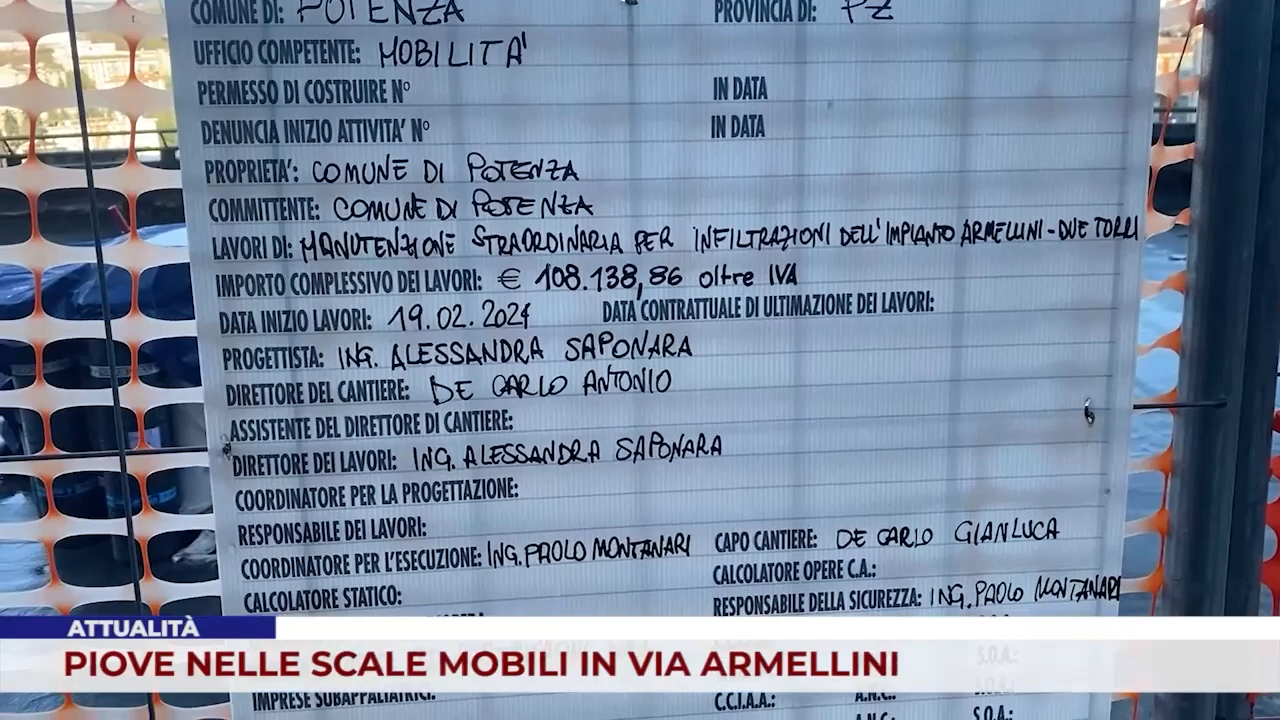 COMUNE DI: POTENZA PROVINCIA DI: PZ
UFFICIO COMPETENTE: MOBILITA'
PERMESSO DI COSTRUIRE N° IN DATA
DENUNCIA INIZIO ATTIVITA' N° IN DATA
PROPRIETA': COMUNE DI POTENZA
COMMITTENTE: COMUNE DI POTENZA
LAVORI DI: MANUTENZIONE STRAORDINARIA PER INFILTRAZIONI DELL'IMPIANTO ARMELLINI-DUE TORRI
IMPORTO COMPLESSIVO DEI LAVORI: € 108.138,86 oltre IVA
DATA INIZIO LAVORI: 19.02.2024 DATA CONTRATTUALE DI ULTIMAZIONE DEI LAVORI:
PROGETTISTA: ING. ALESSANDRA SAPONARA
DIRETTORE DEL CANTIERE: DE CARLO ANTONIO
ASSISTENTE DEL DIRETTORE DI CANTIERE:
DIRETTORE DEI LAVORI: ING. ALESSANDRA SAPONARA
COORDINATORE PER LA PROGETTAZIONE:
RESPONSABILE DEI LAVORI:
COORDINATORE PER L'ESECUZIONE: ING. PAOLO MONTANARI CAPO CANTIERE: DE CARLO GIANLUCA
CALCOLATORE STATICO: CALCOLATORE OPERE C.A.:
RESPONSABILE DELLA SICUREZZA: ING. PAOLO MONTANARI
ATTUALITÀ
PIOVE NELLE SCALE MOBILI IN VIA ARMELLINI
S.O.A.:
S.O.A.:
IMPRESE SUBAPPALTATRICI: C.C.I.A.A.: A.N.C.:
S.O.A.: